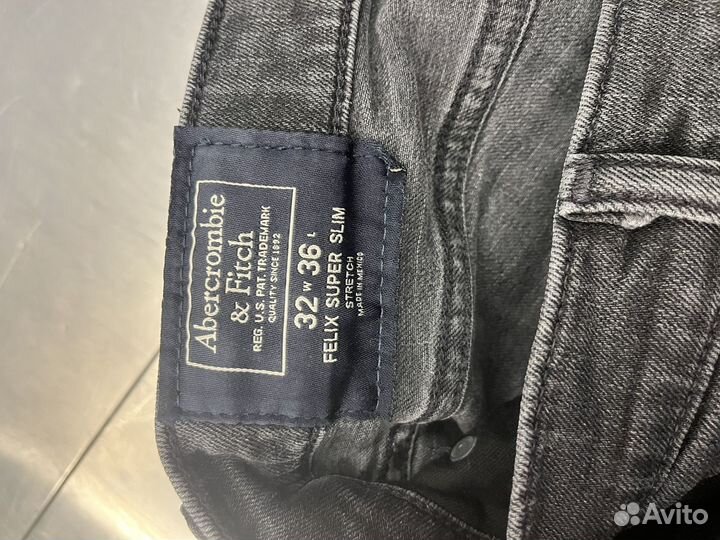 Abercrombie
& Fitch
REG. U.S. PAT. TRADEMARK
QUALITY SINCE 1892
32 W 36 L
FELIX SUPER SLIM
STRETCH
MADE IN MEXICO
Avito